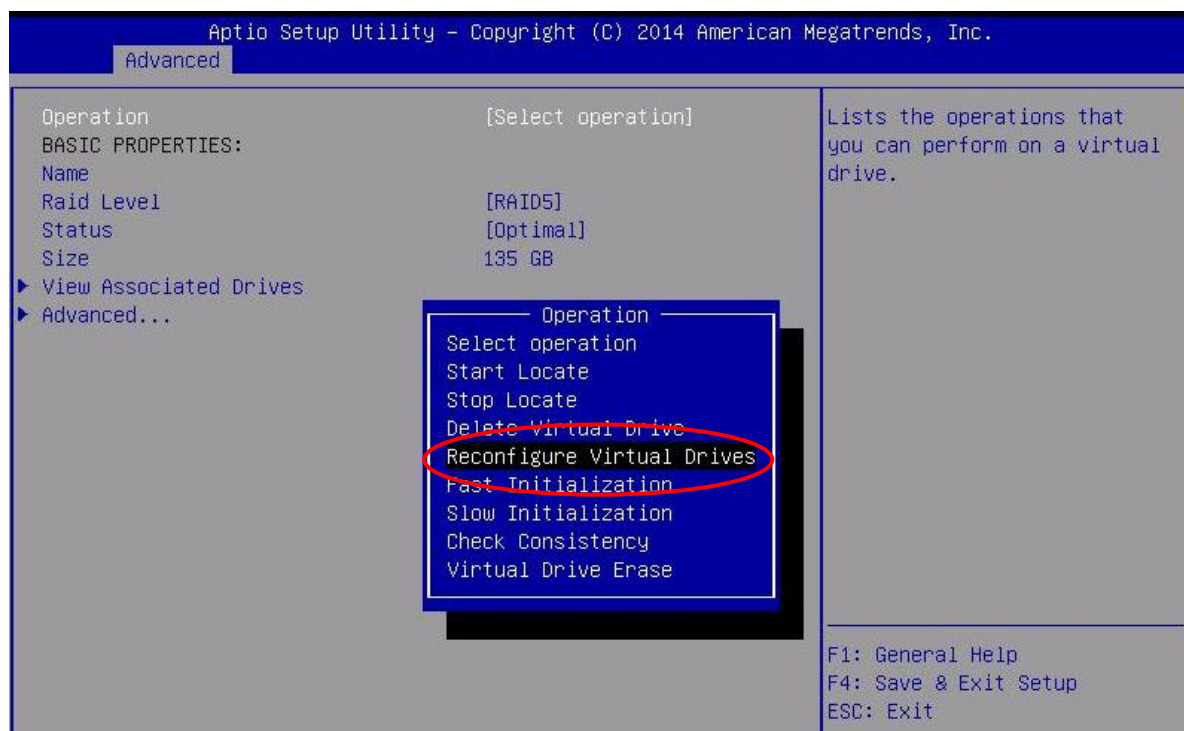 Aptio Setup Utility – Copyright (C) 2014 American Megatrends, Inc.
Advanced
Operation [Select operation]
BASIC PROPERTIES:
Name
Raid Level [RAID5]
Status [Optimal]
Size 135 GB
View Associated Drives
Advanced...
Operation
Select operation
Start Locate
Stop Locate
Delete Virtual Drive
Reconfigure Virtual Drives
Fast Initialization
Slow Initialization
Check Consistency
Virtual Drive Erase
Lists the operations that
you can perform on a virtual
drive.
F1: General Help
F4: Save & Exit Setup
ESC: Exit